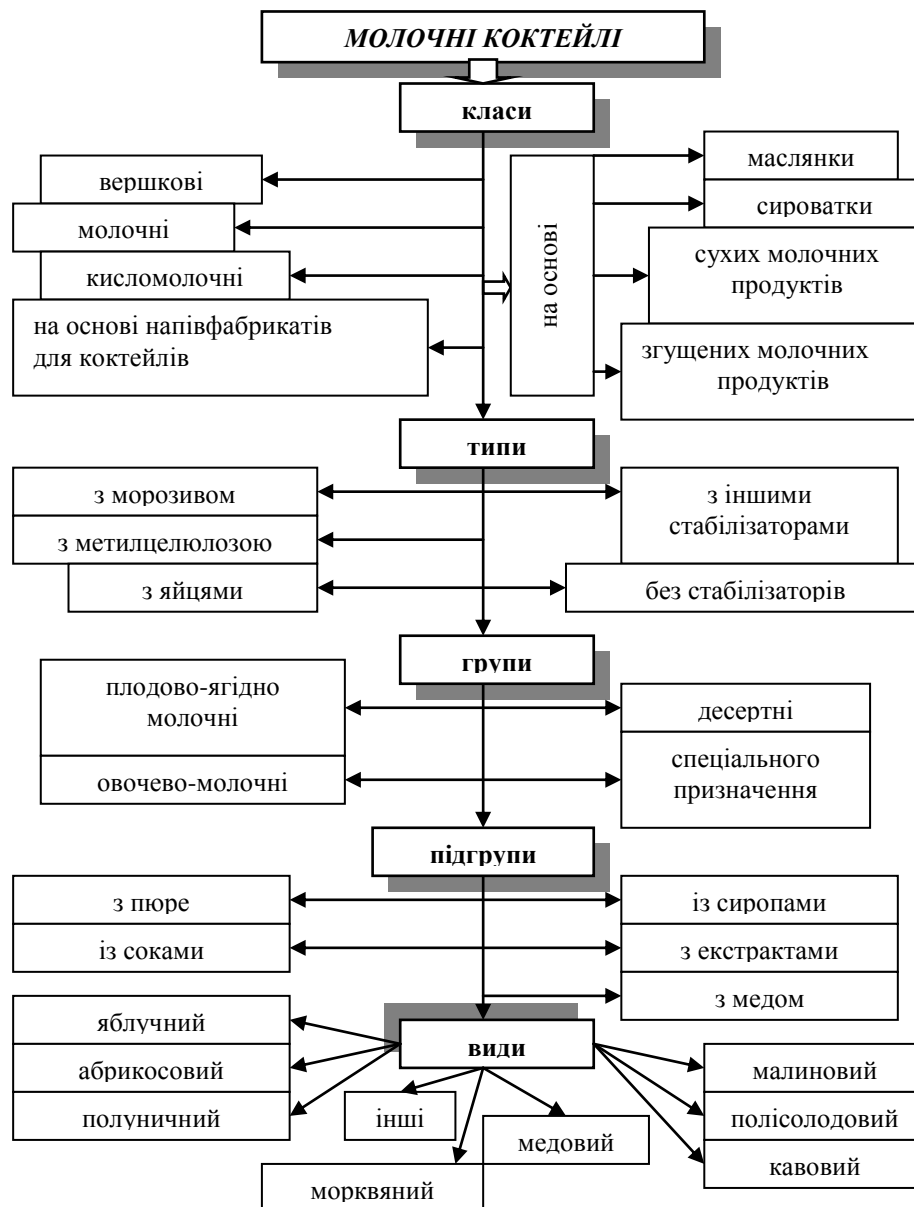 МОЛОЧНІ КОКТЕЙЛІ
класи
вершкові
молочні
кисломолочні
на основі напівфабрикатів
для коктейлів
на основі
маслянки
сироватки
сухих молочних
продуктів
згущених молочних
продуктів
типи
з морозивом
з метилцелюлозою
з яйцями
з іншими
стабілізаторами
без стабілізаторів
групи
плодово-ягідно
молочні
овочево-молочні
десертні
спеціального
призначення
підгрупи
з пюре
із соками
із сиропами
з екстрактами
з медом
види
яблучний
абрикосовий
полуничний
інші
медовий
морквяний
малиновий
полісолодовий
кавовий